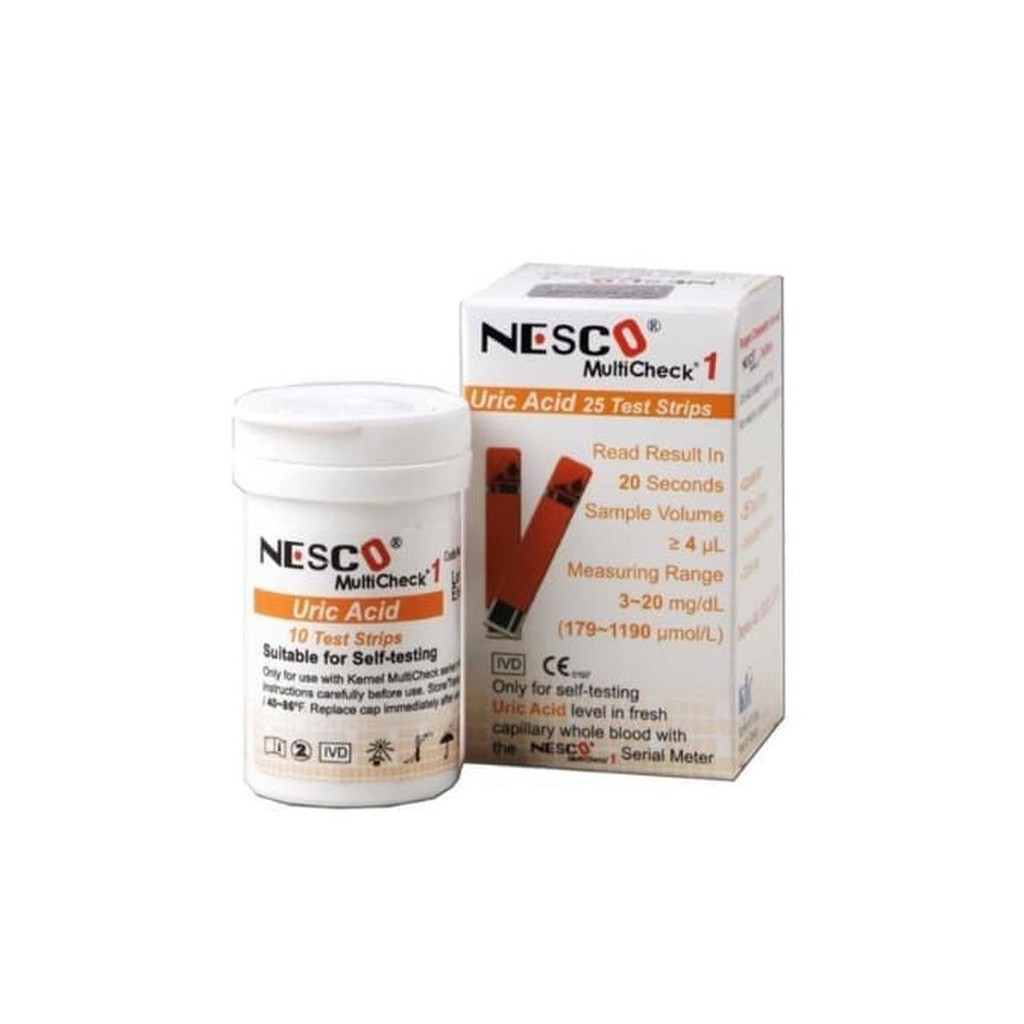 NESCO®
MultiCheck® 1
Uric Acid
10 Test Strips
Suitable for Self-testing
Only for use with Kernel MultiCheck
instructions carefully before use.
/ 40~86°F. Replace cap immediately
2
IVD
NESCO®
MultiCheck® 1
Uric Acid 25 Test Strips
Read Result In
20 Seconds
Sample Volume
≥ 4 µL
Measuring Range
3~20 mg/dL
(179~1190 µmol/L)
IVD CE
Only for self-testing
Uric Acid level in fresh
capillary whole blood with
the NESCO® MultiCheck® 1 Serial Meter